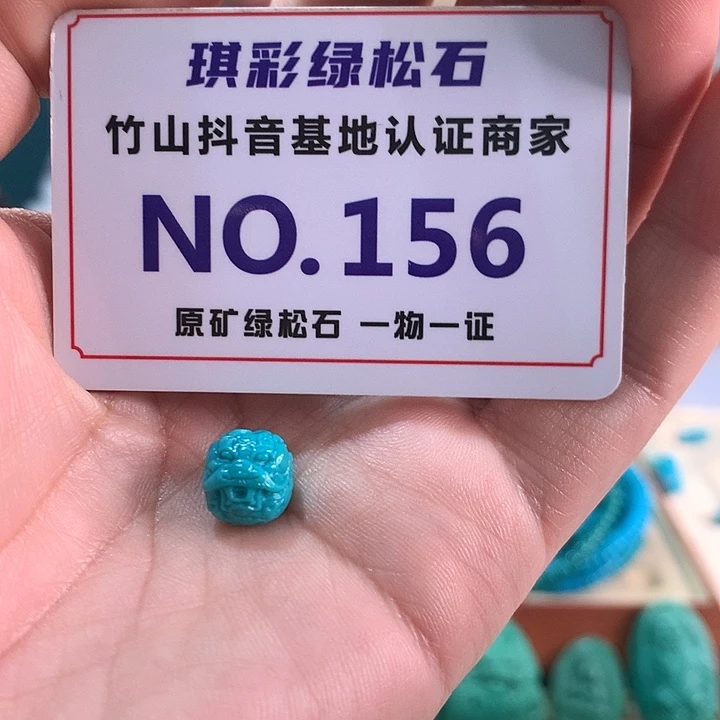 琪彩绿松石
竹山抖音基地认证商家
NO.156
原矿绿松石 一物一证